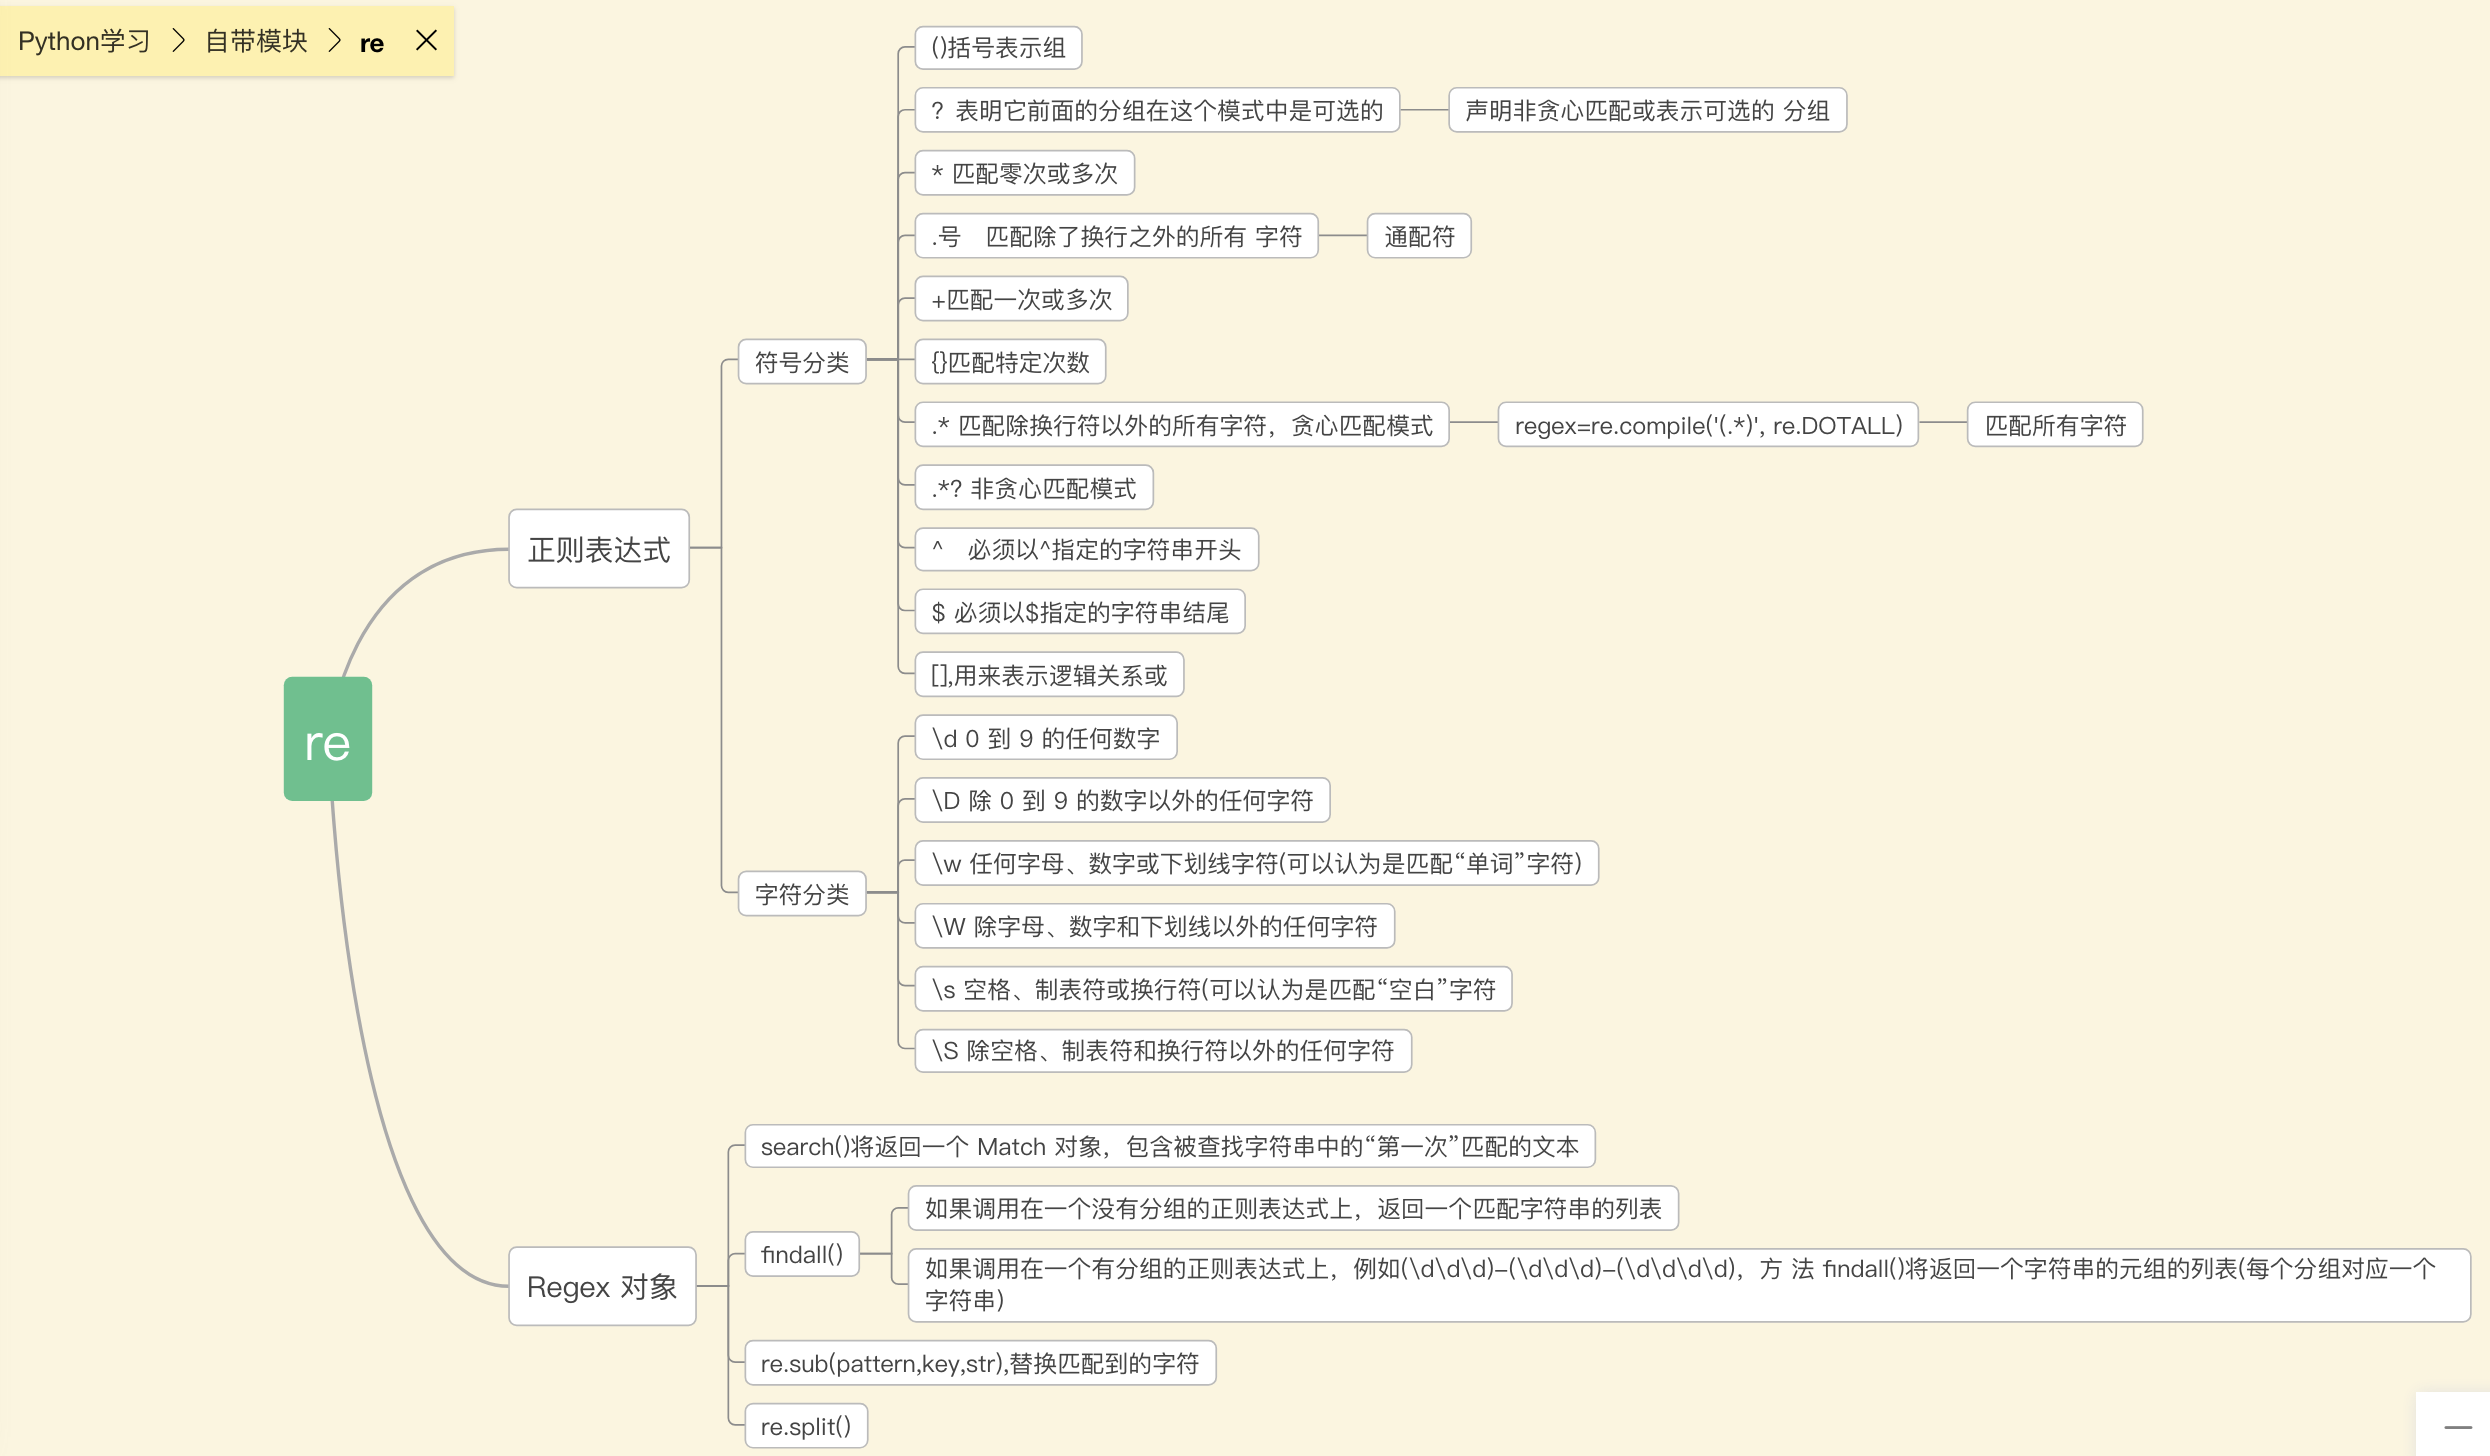 Python学习 > 自带模块 > re ×
()括号表示组
? 表明它前面的分组在这个模式中是可选的
声明非贪心匹配或表示可选的 分组
* 匹配零次或多次
.号 匹配除了换行之外的所有 字符
通配符
+匹配一次或多次
符号分类
{}匹配特定次数
.* 匹配除换行符以外的所有字符，贪心匹配模式
regex=re.compile('(.*)', re.DOTALL)
匹配所有字符
.*? 非贪心匹配模式
正则表达式
^ 必须以^指定的字符串开头
$ 必须以$指定的字符串结尾
[],用来表示逻辑关系或
re
\d 0 到 9 的任何数字
\D 除 0 到 9 的数字以外的任何字符
\w 任何字母、数字或下划线字符(可以认为是匹配“单词”字符)
字符分类
\W 除字母、数字和下划线以外的任何字符
\s 空格、制表符或换行符(可以认为是匹配“空白”字符
\S 除空格、制表符和换行符以外的任何字符
search()将返回一个 Match 对象，包含被查找字符串中的“第一次”匹配的文本
如果调用在一个没有分组的正则表达式上，返回一个匹配字符串的列表
findall()
如果调用在一个有分组的正则表达式上，例如(\d\d\d)-(\d\d\d)-(\d\d\d\d)，方 法 findall()将返回一个字符串的元组的列表(每个分组对应一个
字符串)
Regex 对象
re.sub(pattern,key,str),替换匹配到的字符
re.split()